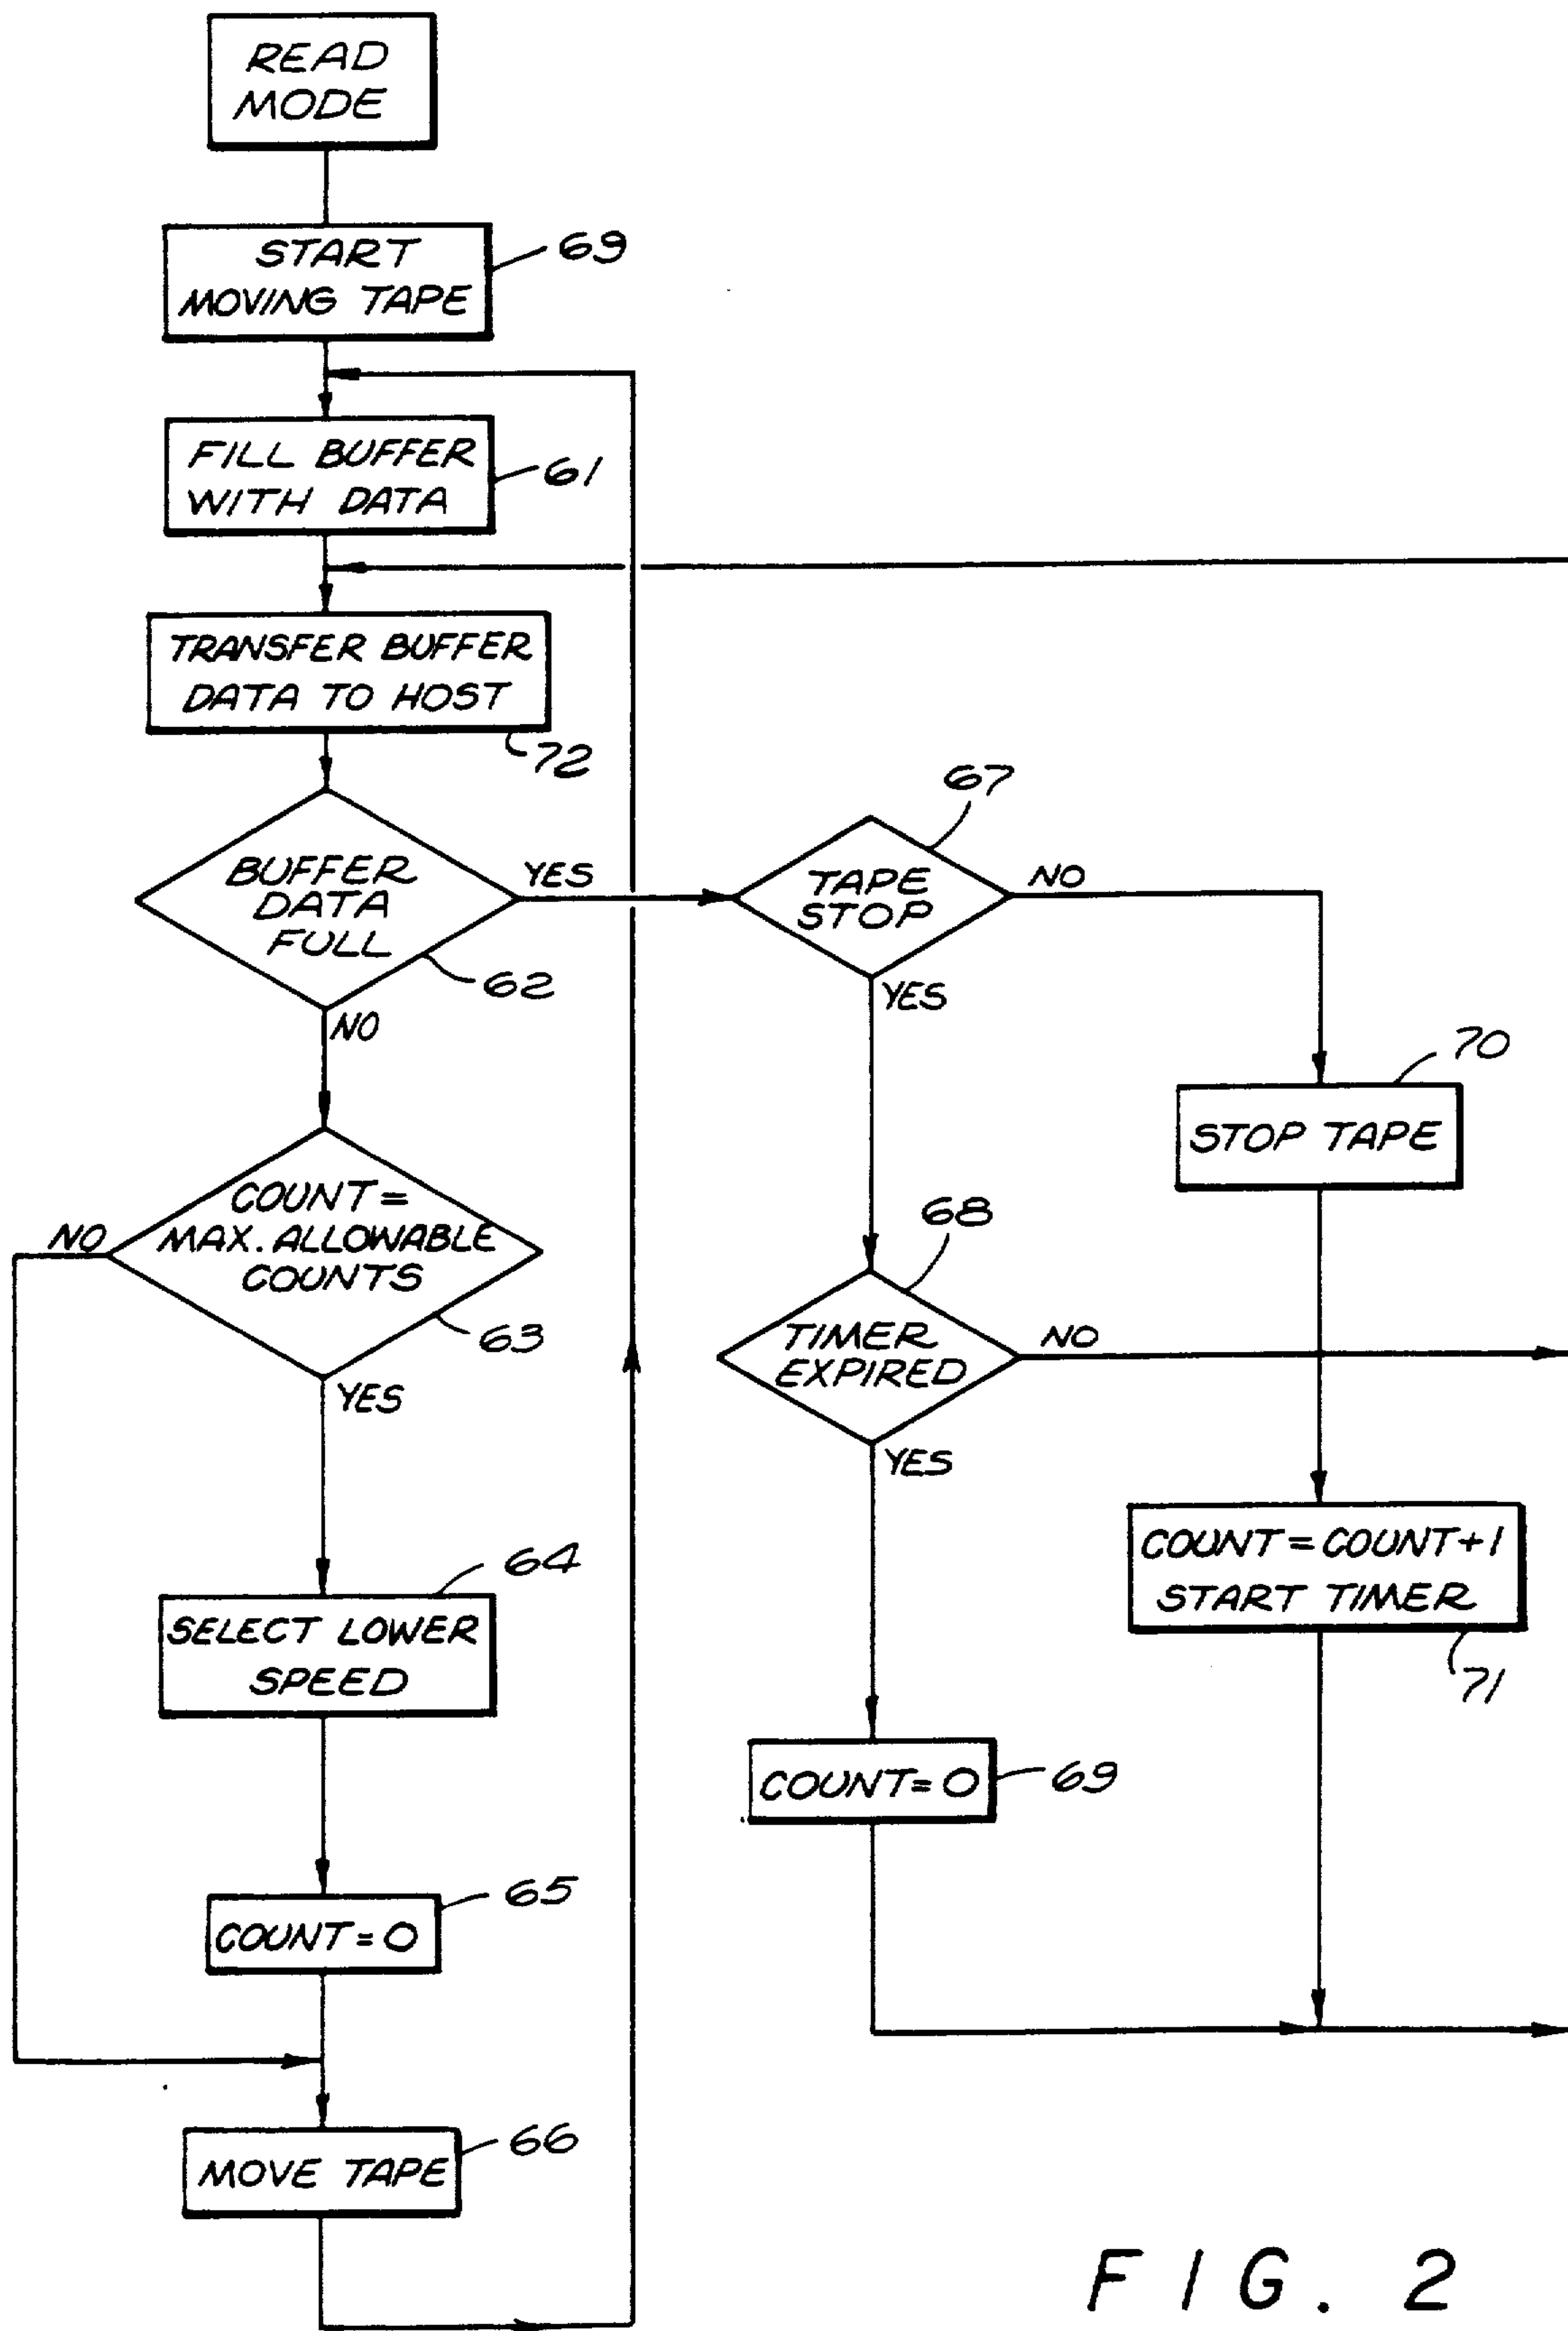 READ
MODE
START
MOVING TAPE
69
FILL BUFFER
WITH DATA
61
TRANSFER BUFFER
DATA TO HOST
72
BUFFER
DATA
FULL
62
YES
NO
COUNT =
MAX. ALLOWABLE
COUNTS
63
NO
YES
SELECT LOWER
SPEED
64
COUNT = 0
65
MOVE TAPE
66
TAPE
STOP
67
NO
YES
STOP TAPE
70
TIMER
EXPIRED
68
NO
YES
COUNT = COUNT+1
START TIMER
71
COUNT = 0
69
FIG. 2